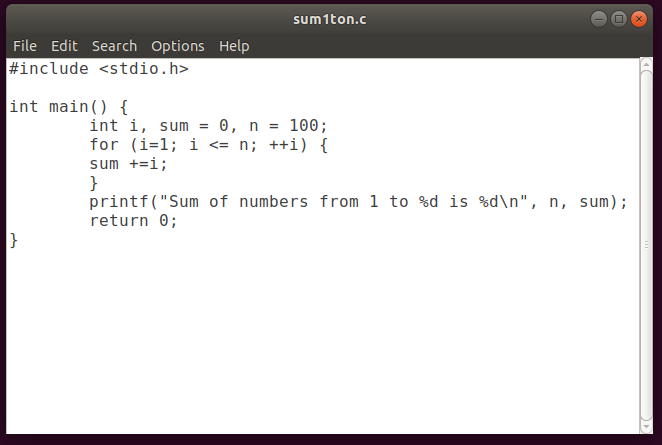 sum1ton.c
File Edit Search Options Help
#include <stdio.h>

int main() {
        int i, sum = 0, n = 100;
        for (i=1; i <= n; ++i) {
        sum +=i;
        }
        printf("Sum of numbers from 1 to %d is %d\n", n, sum);
        return 0;
}